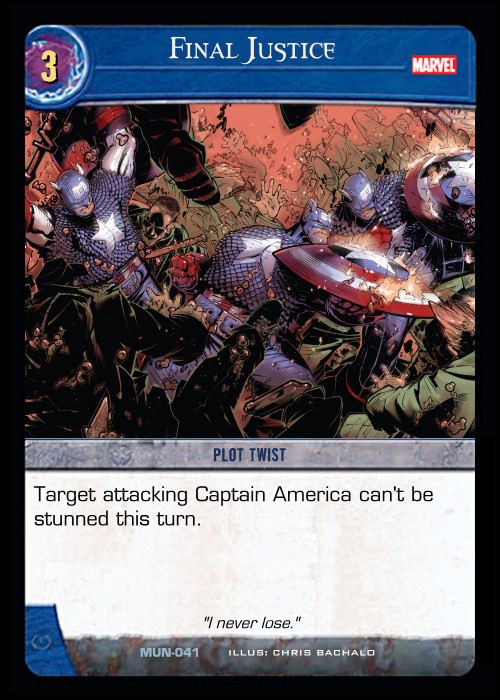 3
Final Justice
MARVEL
PLOT TWIST
Target attacking Captain America can't be
stunned this turn.
"I never lose."
MUN-041 ILLUS: CHRIS BACHALO